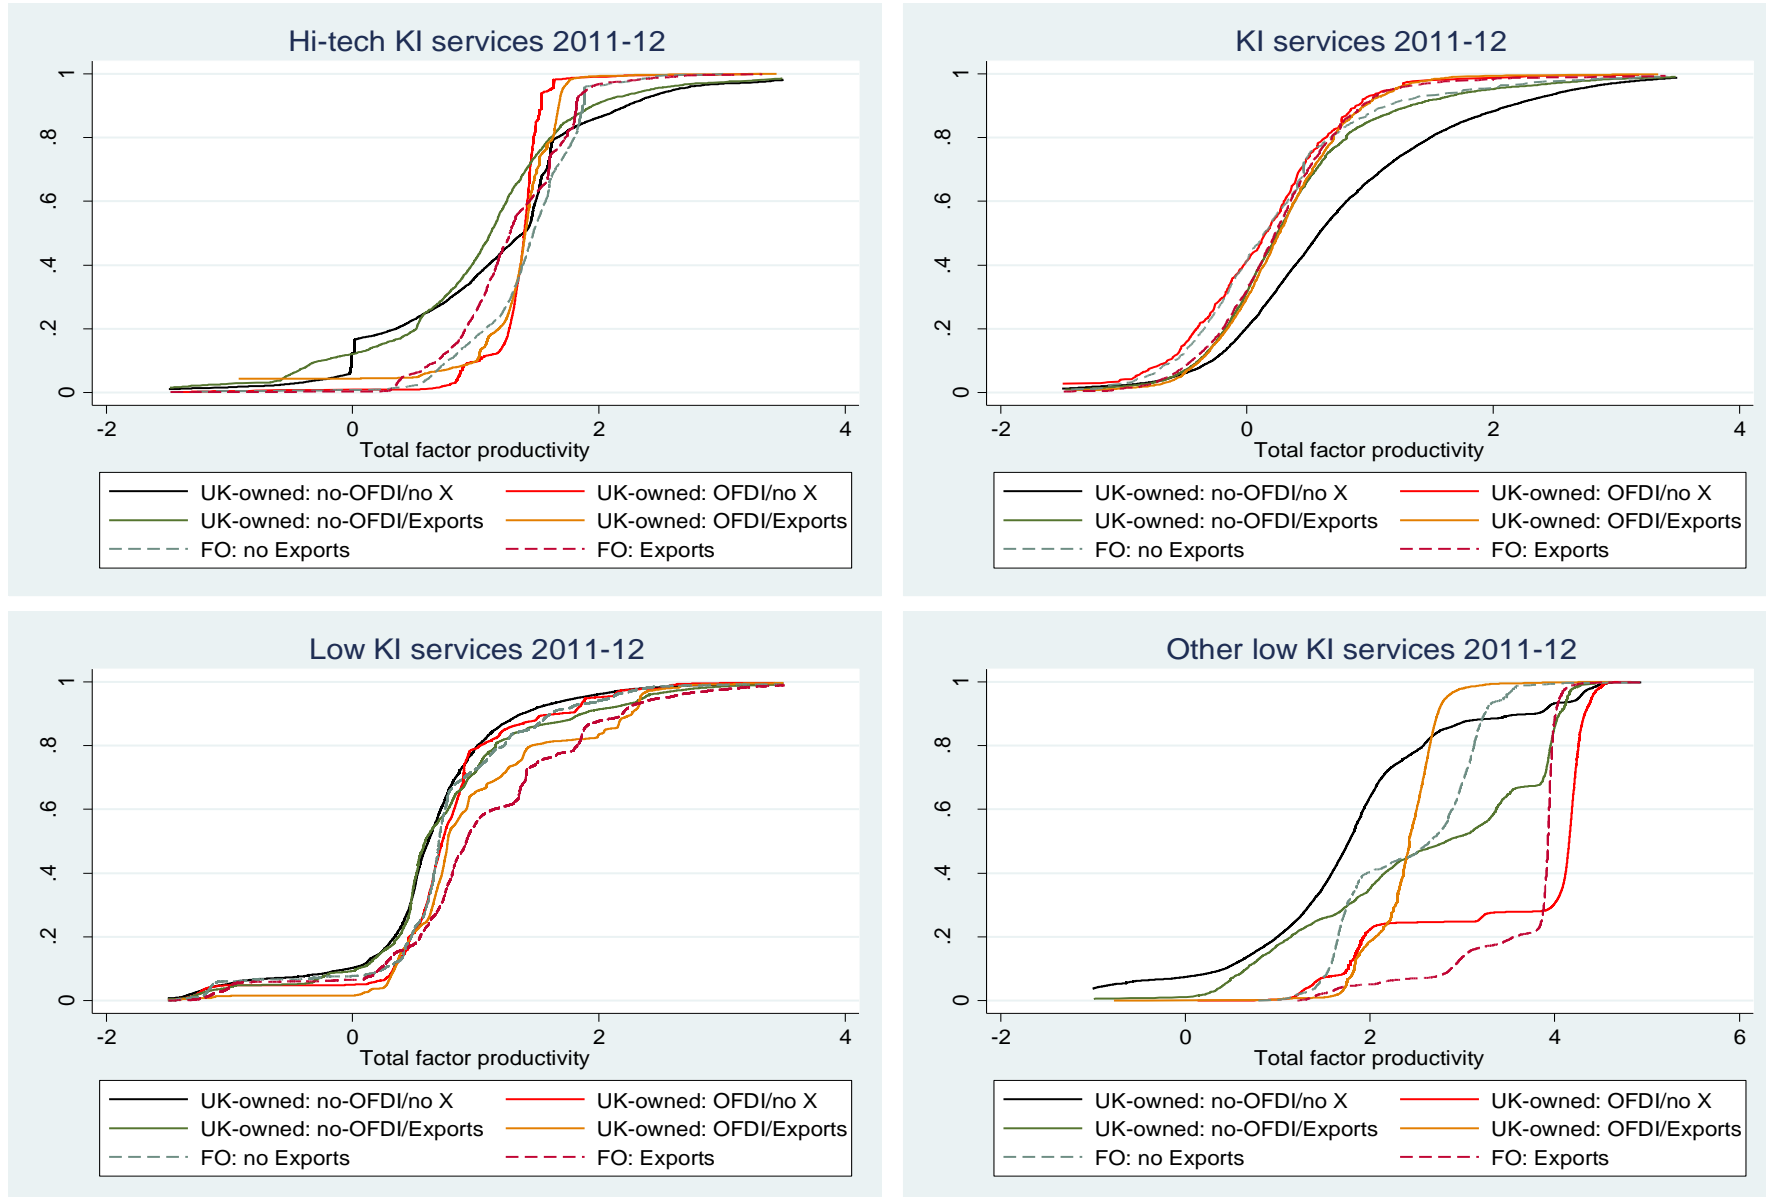 Hi-tech KI services 2011-12
1
.8
.6
.4
.2
0
-2 0 2 4
Total factor productivity
UK-owned: no-OFDI/no X UK-owned: OFDI/no X
UK-owned: no-OFDI/Exports UK-owned: OFDI/Exports
FO: no Exports FO: Exports
KI services 2011-12
1
.8
.6
.4
.2
0
-2 0 2 4
Total factor productivity
UK-owned: no-OFDI/no X UK-owned: OFDI/no X
UK-owned: no-OFDI/Exports UK-owned: OFDI/Exports
FO: no Exports FO: Exports
Low KI services 2011-12
1
.8
.6
.4
.2
0
-2 0 2 4
Total factor productivity
UK-owned: no-OFDI/no X UK-owned: OFDI/no X
UK-owned: no-OFDI/Exports UK-owned: OFDI/Exports
FO: no Exports FO: Exports
Other low KI services 2011-12
1
.8
.6
.4
.2
0
-2 0 2 4 6
Total factor productivity
UK-owned: no-OFDI/no X UK-owned: OFDI/no X
UK-owned: no-OFDI/Exports UK-owned: OFDI/Exports
FO: no Exports FO: Exports